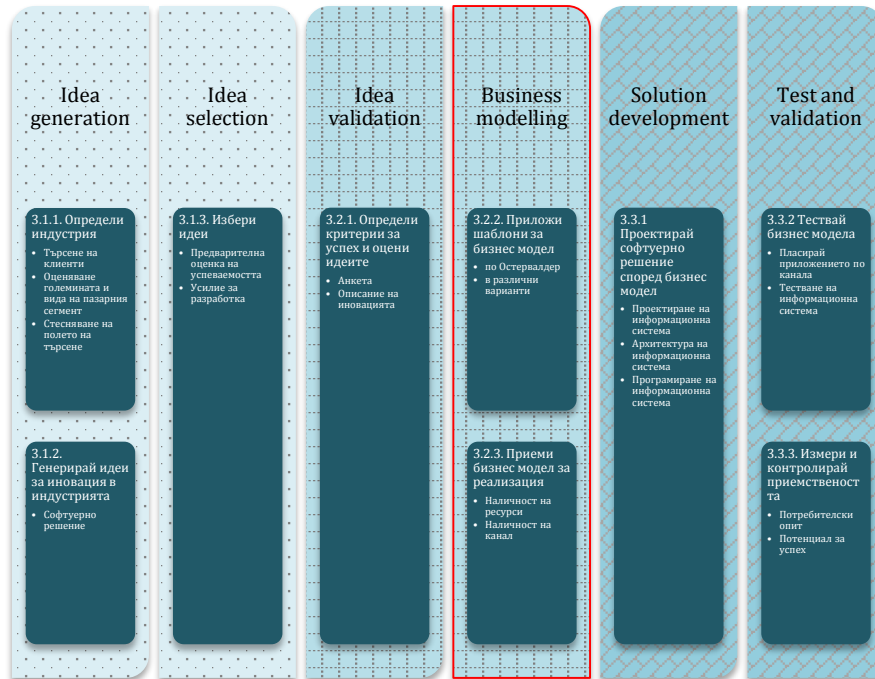 Idea
generation
3.1.1. Определи
индустрия
• Търсене на
клиенти
• Оценяване
големината и
вида на пазарния
сегмент
• Стесняване на
полето на
търсене
3.1.2.
Генерирай идеи
за иновация в
индустрията
• Софтуерно
решение
Idea
selection
3.1.3. Избери
идеи
• Предварителна
оценка на
успеваемостта
• Усилие за
разработка
Idea
validation
3.2.1. Определи
критерии за
успех и оцени
идеите
• Анкета
• Описание на
иновацията
Business
modelling
3.2.2. Приложи
шаблони за
бизнес модел
• по Остервалдер
• в различни
варианти
3.2.3. Приеми
бизнес модел за
реализация
• Наличност на
ресурси
• Наличност на
канал
Solution
development
3.3.1
Проектирай
софтуерно
решение
според бизнес
модел
• Проектиране на
информационна
система
• Архитектура на
информационна
система
• Програмиране на
информационна
система
Test and
validation
3.3.2 Тествай
бизнес модела
• Пласирай
приложението по
канала
• Тестване на
информационна
система
3.3.3. Измери и
контролирай
приемственост
та
• Потребителски
опит
• Потенциал за
успех